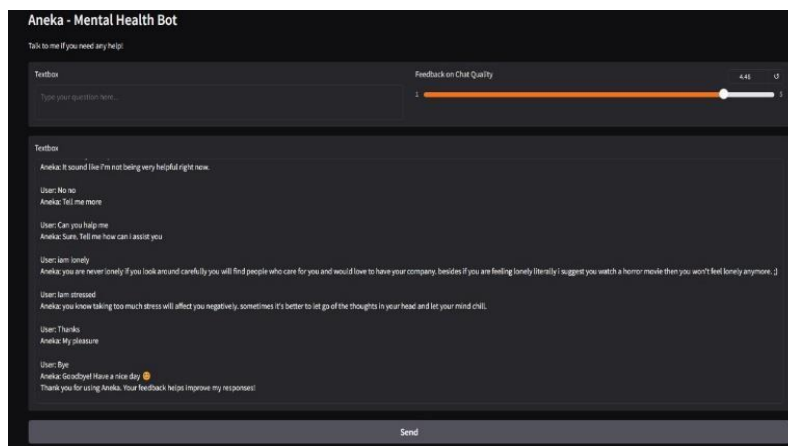 Aneka - Mental Health Bot
Talk to me if you need any help!
Textbox
Feedback on Chat Quality
4.46
↺
Type your question here...
1
5
Textbox
Aneka: It sound like i'm not being very helpful right now.
User: No no
Aneka: Tell me more
User: Can you halp me
Aneka: Sure, Tell me how can i assist you
User: iam lonely
Aneka: you are never lonely if you look around carefully you will find people who care for you and would love to have your company. besides if you are feeling lonely literally i suggest you watch a horror movie then you won't feel lonely anymore. ;)
User: Iam stressed
Aneka: you know taking too much stress will affect you negatively. sometimes it's better to let go of the thoughts in your head and let your mind chill.
User: Thanks
Aneka: My pleasure
User: Bye
Aneka: Goodbye! Have a nice day 😊
Thank you for using Aneka. Your feedback helps improve my responses!
Send